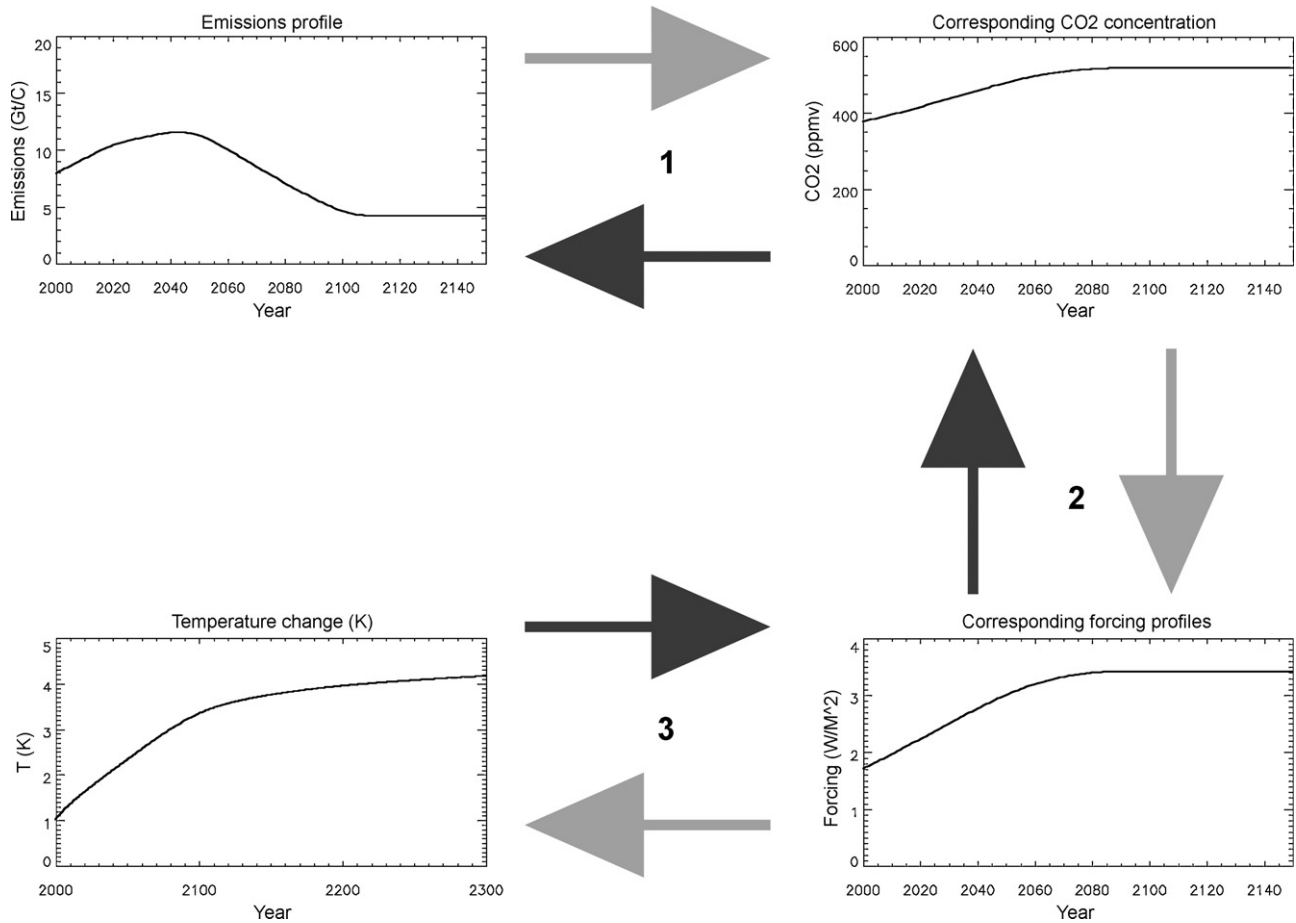 Emissions profile
20
15
10
5
0
Emissions (Gt/C)
2000 2020 2040 2060 2080 2100 2120 2140
Year
1
Corresponding CO2 concentration
600
400
200
0
CO2 (ppmv)
2000 2020 2040 2060 2080 2100 2120 2140
Year
2
Temperature change (K)
5
4
3
2
1
0
T (K)
2000 2100 2200 2300
Year
3
Corresponding forcing profiles
4
3
2
1
0
Forcing (W/M^2)
2000 2020 2040 2060 2080 2100 2120 2140
Year